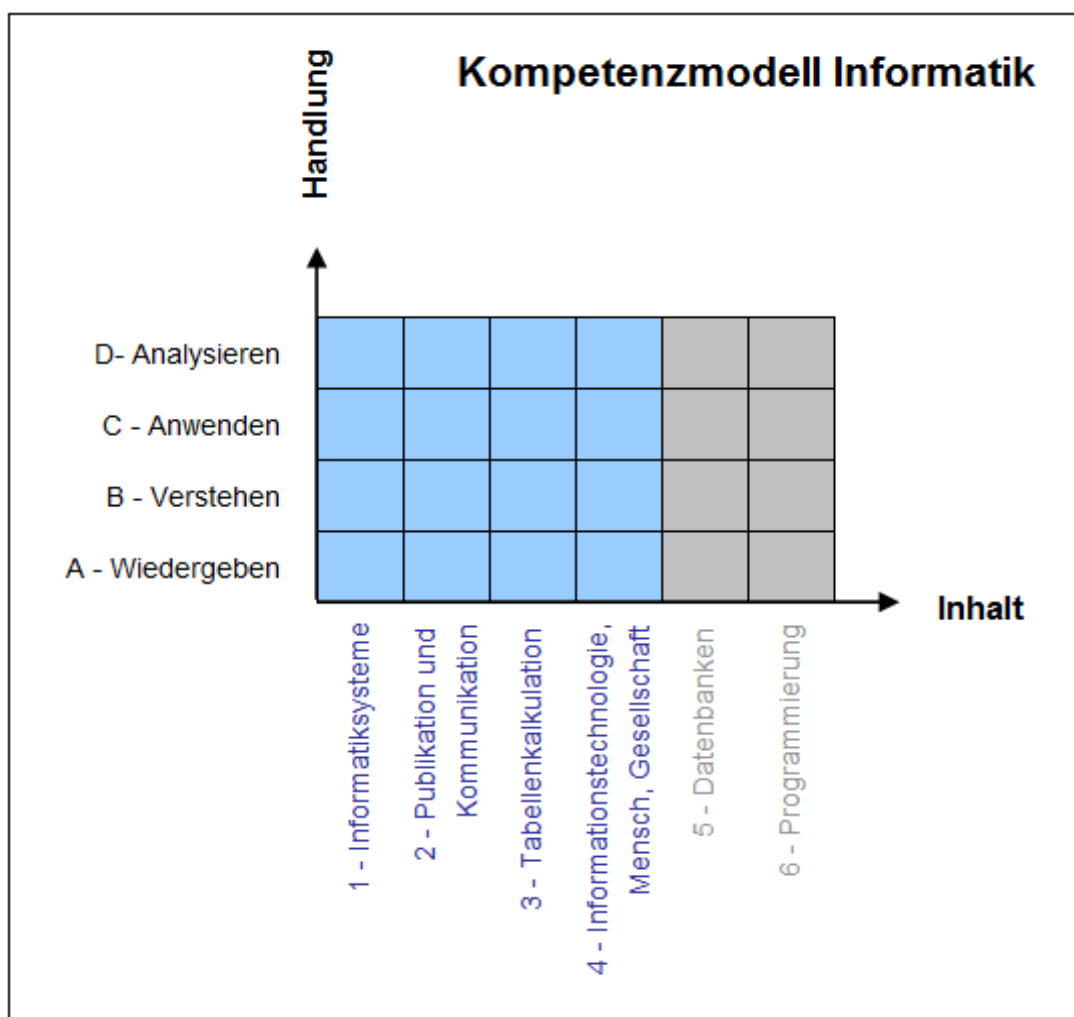 Kompetenzmodell Informatik
Handlung
D- Analysieren
C - Anwenden
B - Verstehen
A - Wiedergeben
Inhalt
1 - Informatiksysteme
2 - Publikation und
Kommunikation
3 - Tabellenkalkulation
4 - Informationstechnologie,
Mensch, Gesellschaft
5 - Datenbanken
6 - Programmierung